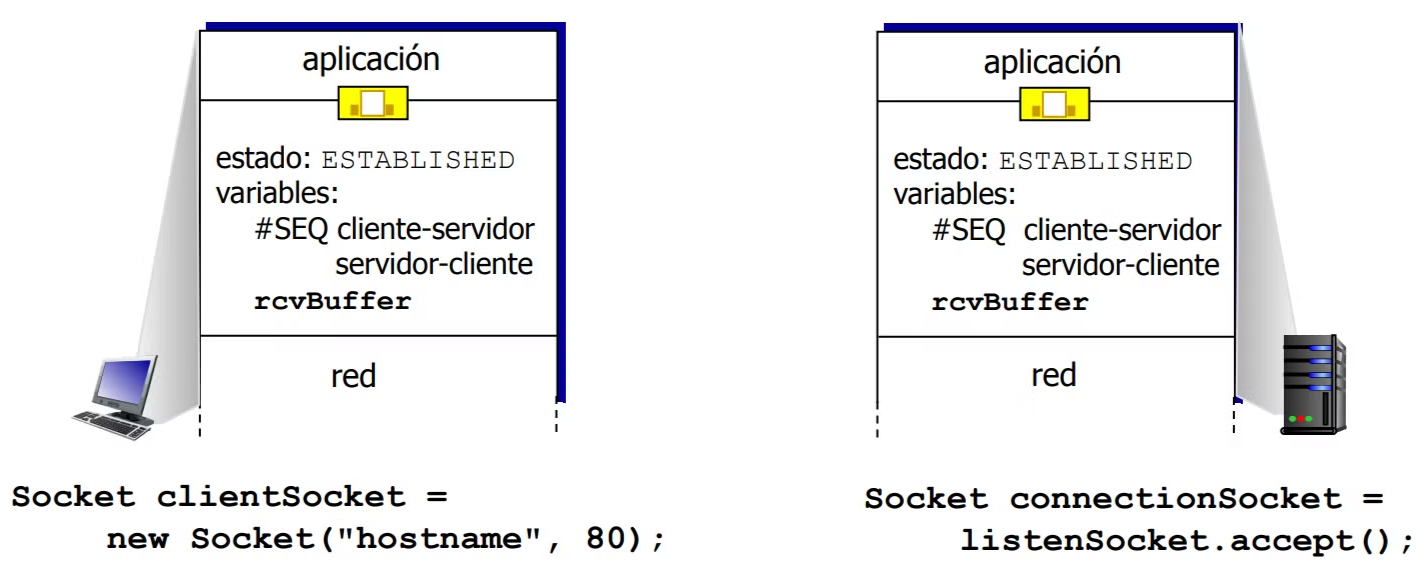 aplicación
estado: ESTABLISHED
variables:
#SEQ cliente-servidor
servidor-cliente
rcvBuffer
red
Socket clientSocket =
new Socket("hostname", 80);
aplicación
estado: ESTABLISHED
variables:
#SEQ cliente-servidor
servidor-cliente
rcvBuffer
red
Socket connectionSocket =
listenSocket.accept();